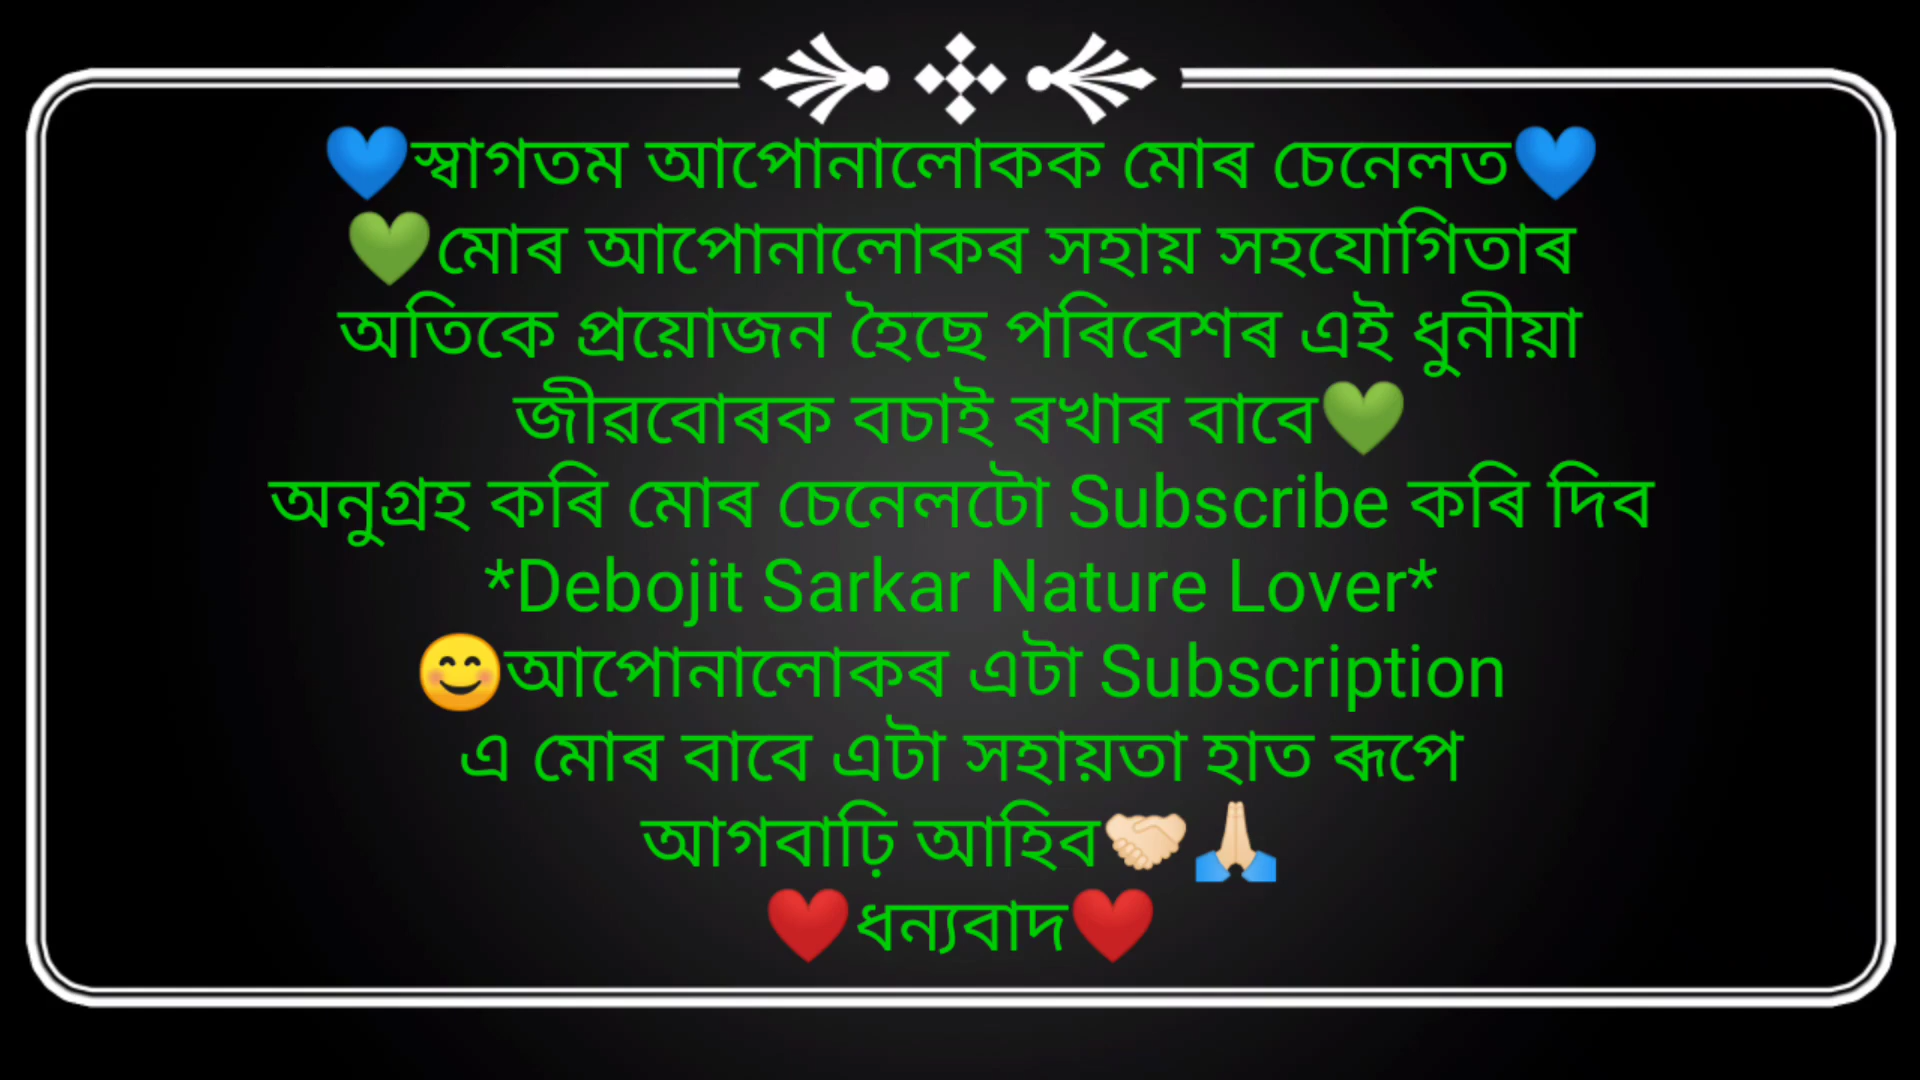 💙স্বাগতম আপোনালোকক মোৰ চেনেলত💙
💚মোৰ আপোনালোকৰ সহায় সহযোগিতাৰ
অতিকে প্ৰয়োজন হৈছে পৰিবেশৰ এই ধুনীয়া
জীৱবোৰক বচাই ৰখাৰ বাবে💚
অনুগ্ৰহ কৰি মোৰ চেনেলটো Subscribe কৰি দিব
*Debojit Sarkar Nature Lover*
😊আপোনালোকৰ এটা Subscription
এ মোৰ বাবে এটা সহায়তা হাত ৰূপে
আগবাঢ়ি আহিব🤝🏻🙏🏻
❤️ধন্যবাদ❤️